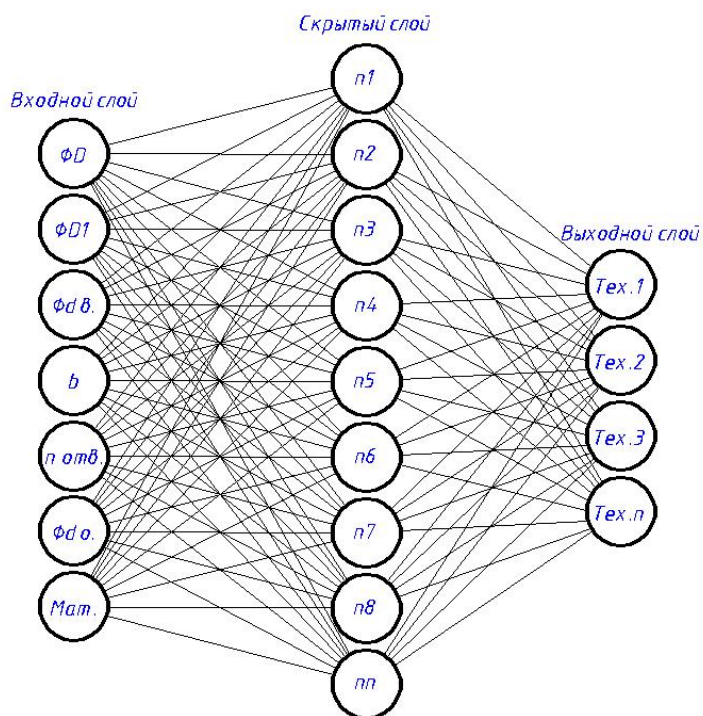 Скрытый слой
Входной слой
Выходной слой
ФD
ФD1
Фd в.
b
n отв.
Фd о.
Мат.
n1
n2
n3
n4
n5
n6
n7
n8
nn
Тех.1
Тех.2
Тех.3
Тех.n